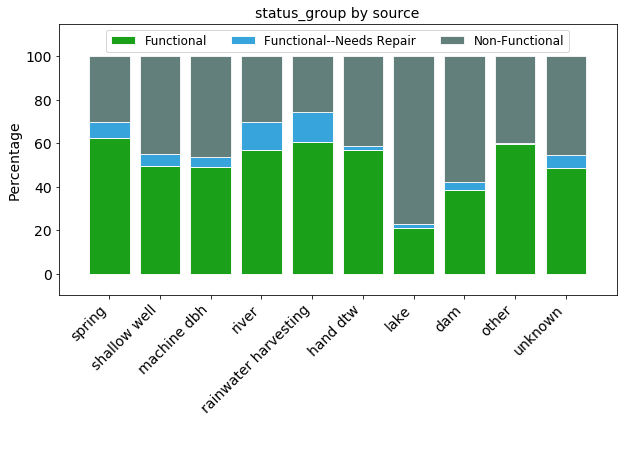 status_group by source
Functional
Functional--Needs Repair
Non-Functional
Percentage
100
80
60
40
20
0
spring
shallow well
machine dbh
river
rainwater harvesting
hand dtw
lake
dam
other
unknown